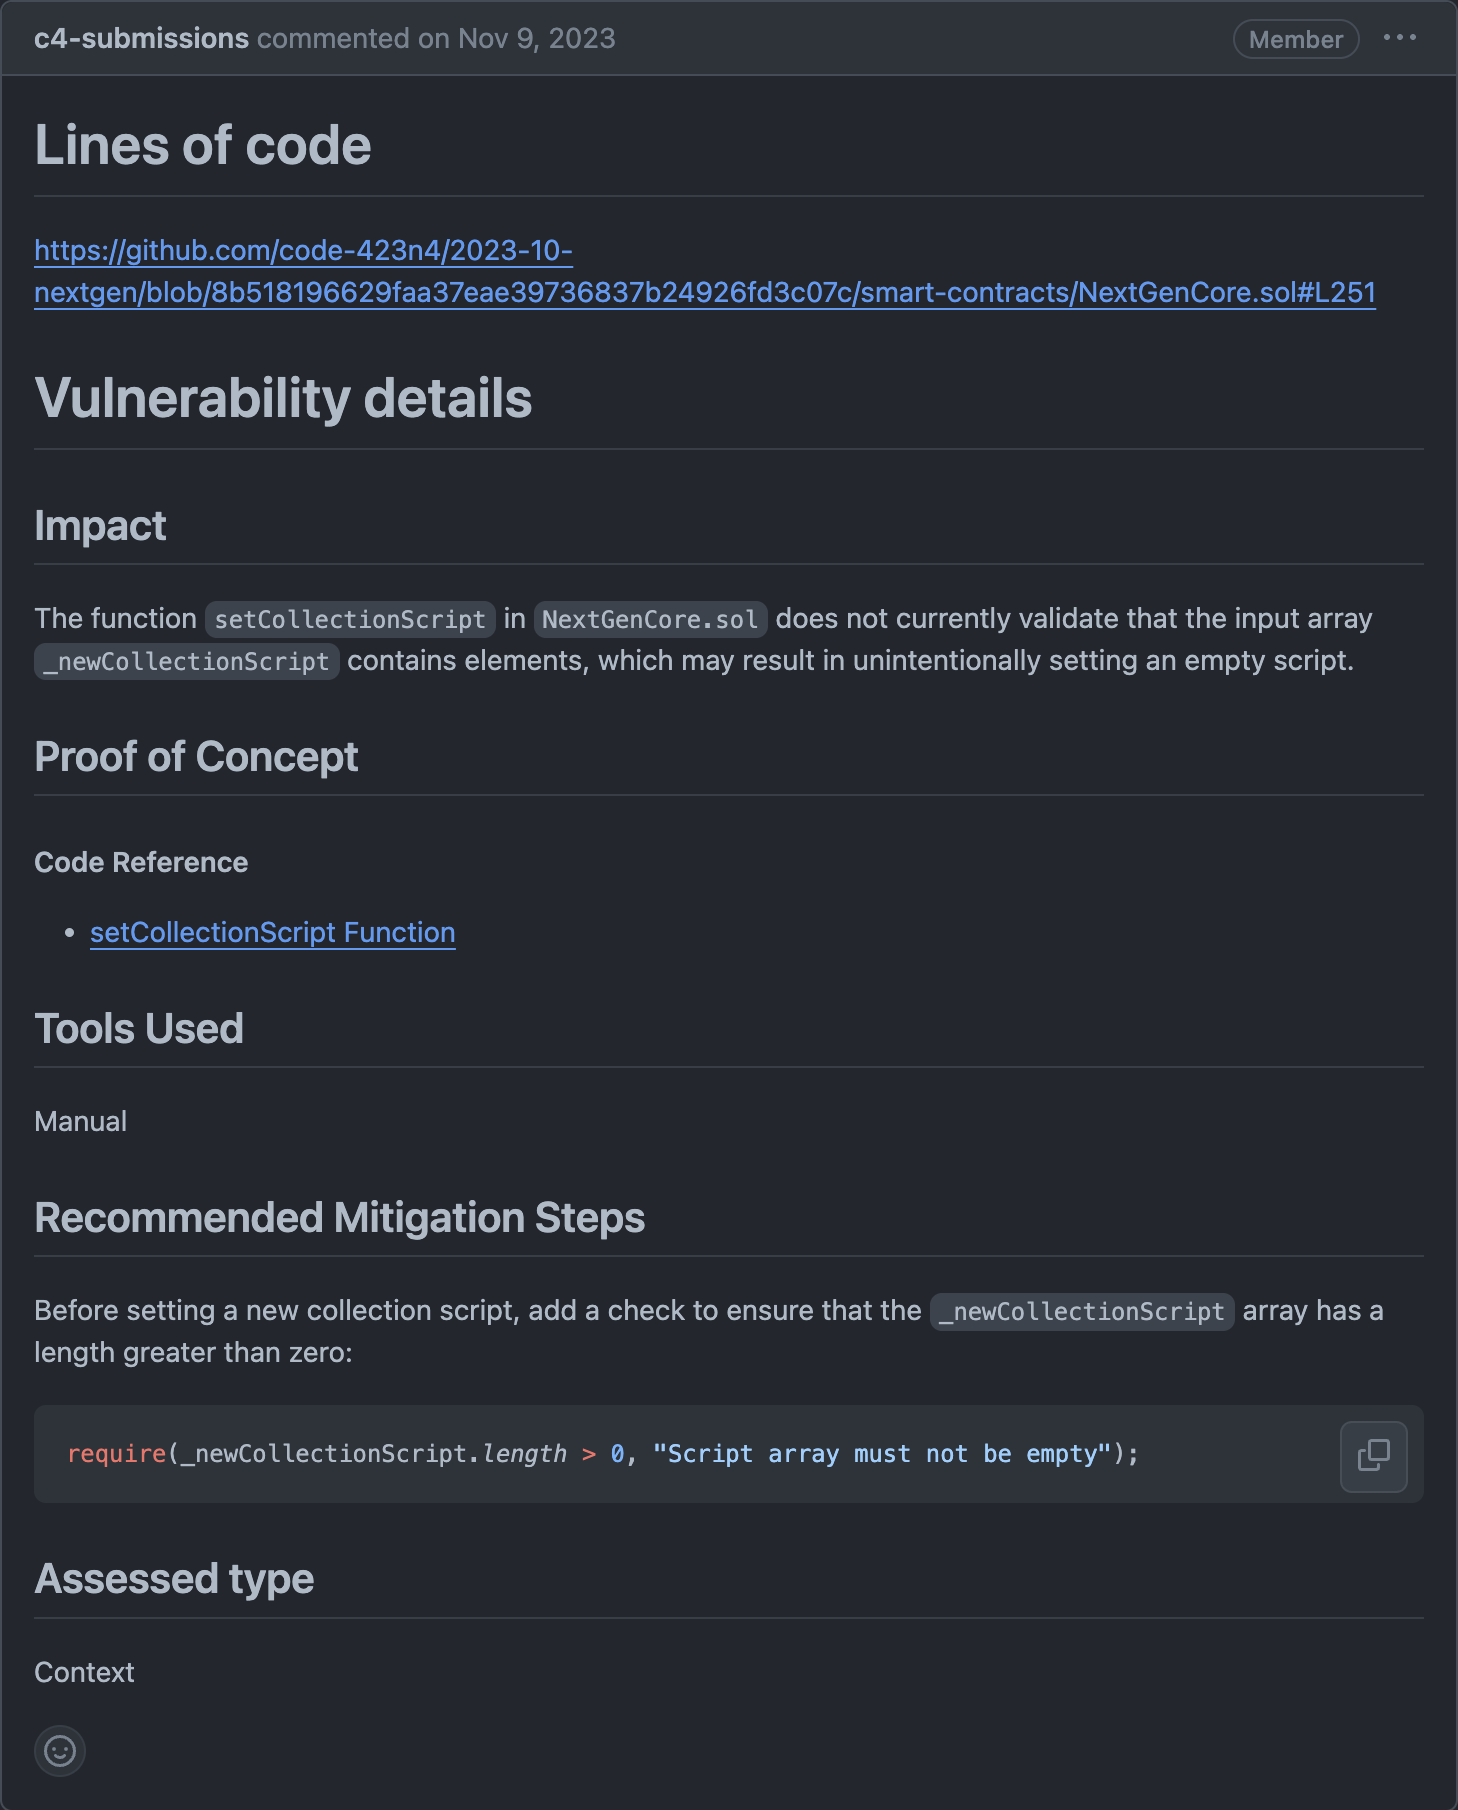 c4-submissions commented on Nov 9, 2023 Member ···
Lines of code
https://github.com/code-423n4/2023-10-
nextgen/blob/8b518196629faa37eae39736837b24926fd3c07c/smart-contracts/NextGenCore.sol#L251
Vulnerability details
Impact
The function setCollectionScript in NextGenCore.sol does not currently validate that the input array
_newCollectionScript contains elements, which may result in unintentionally setting an empty script.
Proof of Concept
Code Reference
• setCollectionScript Function
Tools Used
Manual
Recommended Mitigation Steps
Before setting a new collection script, add a check to ensure that the _newCollectionScript array has a
length greater than zero:
require(_newCollectionScript.length > 0, "Script array must not be empty");
Assessed type
Context